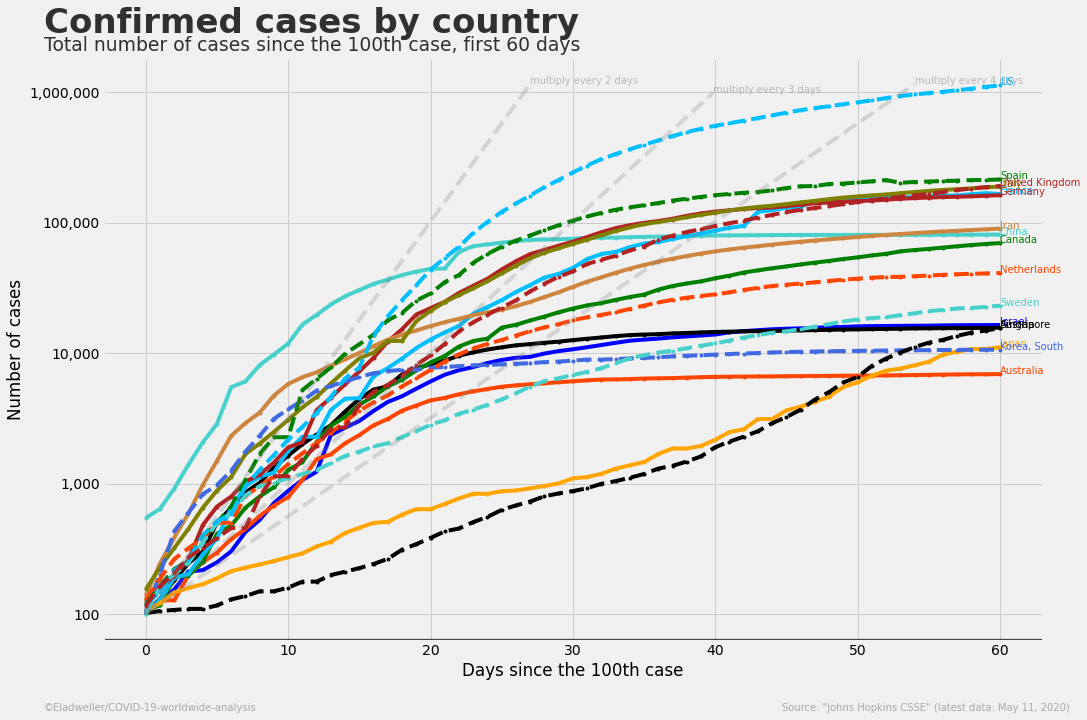 Confirmed cases by country
Total number of cases since the 100th case, first 60 days
multiply every 2 days
multiply every 3 days
multiply every 4 days
US
1,000,000
100,000
10,000
1,000
100
Number of cases
Spain
United Kingdom
Germany
Iran
China
Canada
Netherlands
Sweden
Israel
Singapore
Japan
Korea, South
Australia
0 10 20 30 40 50 60
Days since the 100th case
©Eladweller/COVID-19-worldwide-analysis
Source: "Johns Hopkins CSSE" (latest data: May 11, 2020)